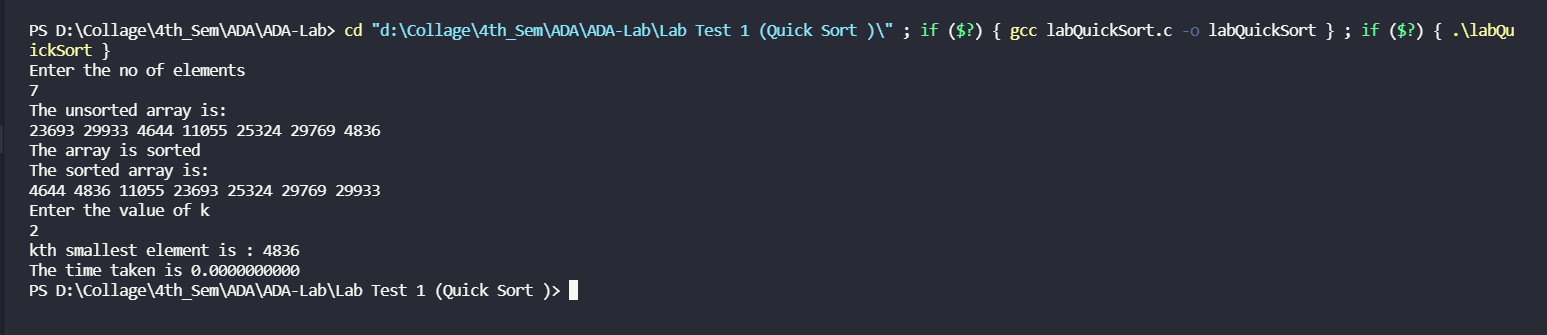 PS D:\Collage\4th_Sem\ADA\ADA-Lab> cd "d:\Collage\4th_Sem\ADA\ADA-Lab\Lab Test 1 (Quick Sort )\" ; if ($?) { gcc labQuickSort.c -o labQuickSort } ; if ($?) { .\labQu
ickSort }
Enter the no of elements
7
The unsorted array is:
23693 29933 4644 11055 25324 29769 4836
The array is sorted
The sorted array is:
4644 4836 11055 23693 25324 29769 29933
Enter the value of k
2
kth smallest element is : 4836
The time taken is 0.0000000000
PS D:\Collage\4th_Sem\ADA\ADA-Lab\Lab Test 1 (Quick Sort )>